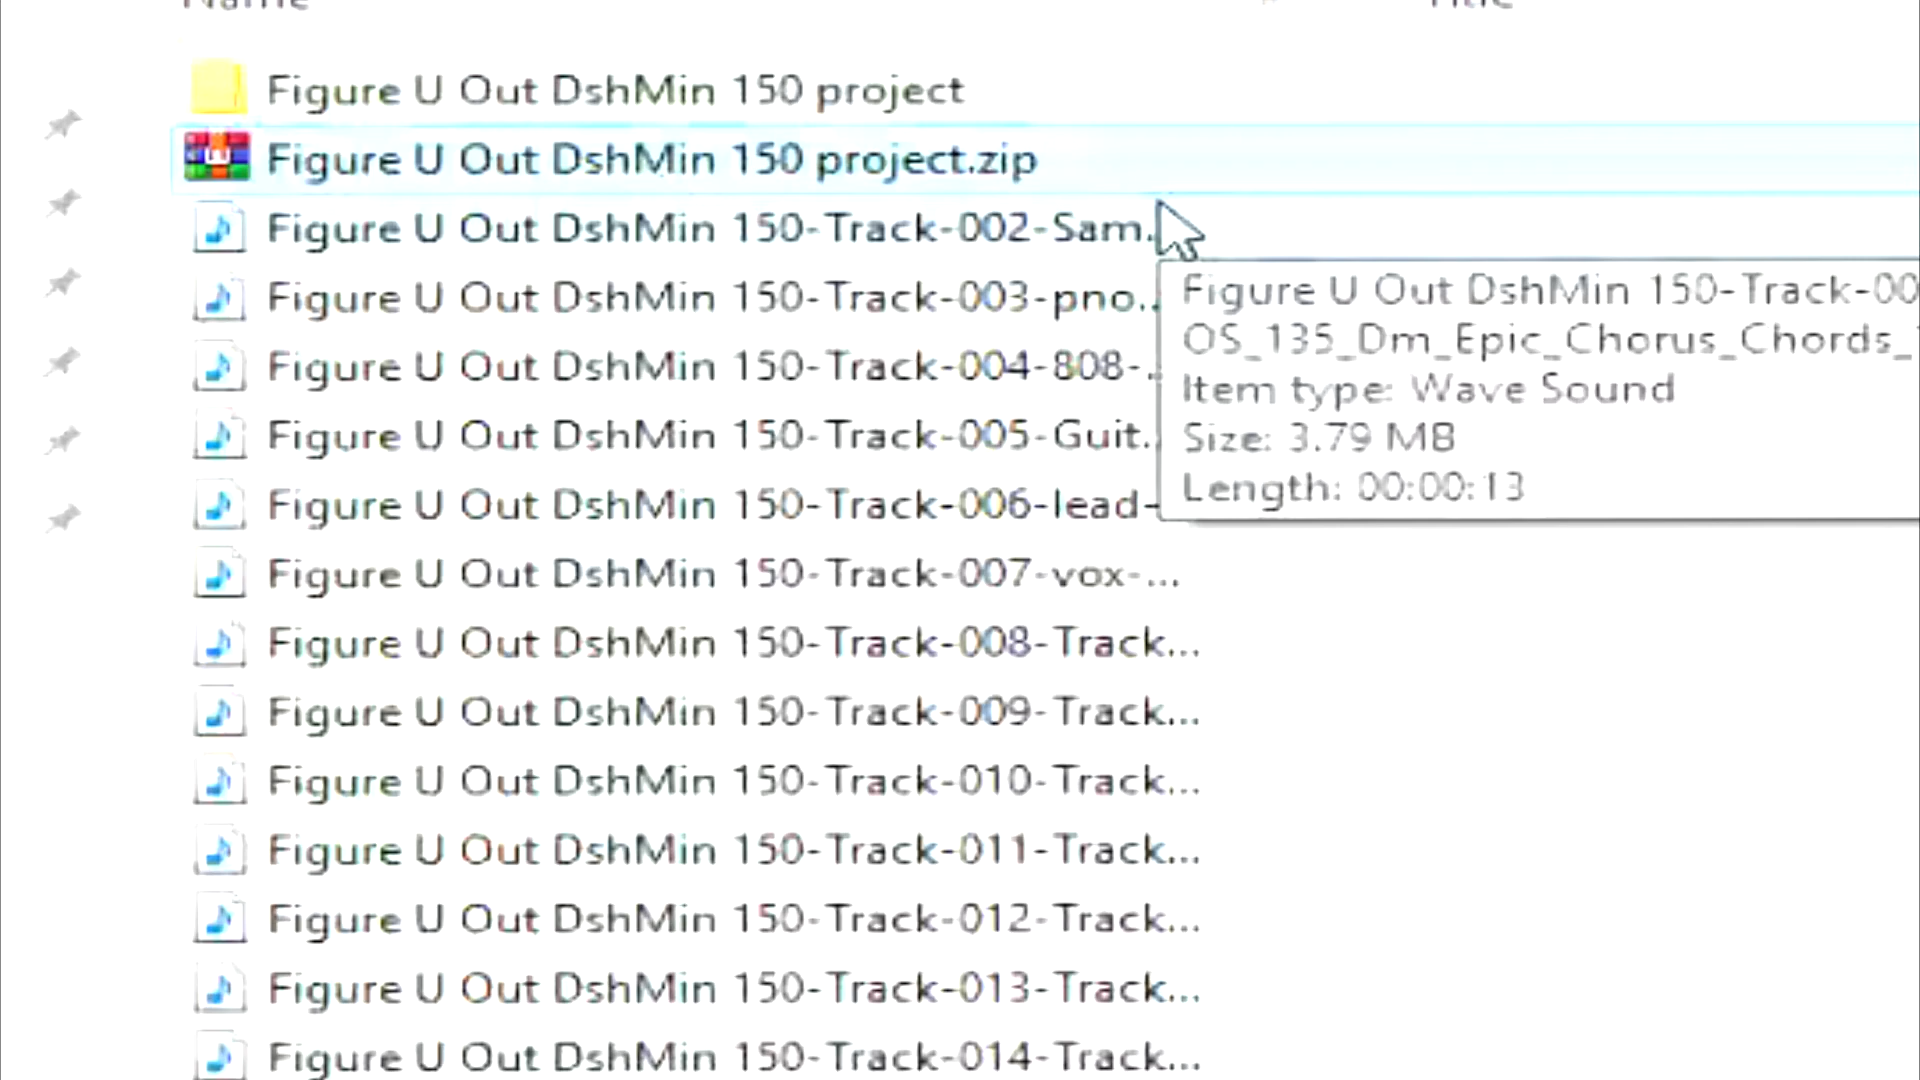 Name
Title
Figure U Out DshMin 150 project
Figure U Out DshMin 150 project.zip
Figure U Out DshMin 150-Track-002-Sam...
Figure U Out DshMin 150-Track-003-pno...
Figure U Out DshMin 150-Track-004-808-...
Figure U Out DshMin 150-Track-005-Guit...
Figure U Out DshMin 150-Track-006-lead-
Figure U Out DshMin 150-Track-007-vox-...
Figure U Out DshMin 150-Track-008-Track...
Figure U Out DshMin 150-Track-009-Track...
Figure U Out DshMin 150-Track-010-Track...
Figure U Out DshMin 150-Track-011-Track...
Figure U Out DshMin 150-Track-012-Track...
Figure U Out DshMin 150-Track-013-Track...
Figure U Out DshMin 150-Track-014-Track...
Figure U Out DshMin 150-Track-00
OS_135_Dm_Epic_Chorus_Chords_
Item type: Wave Sound
Size: 3.79 MB
Length: 00:00:13